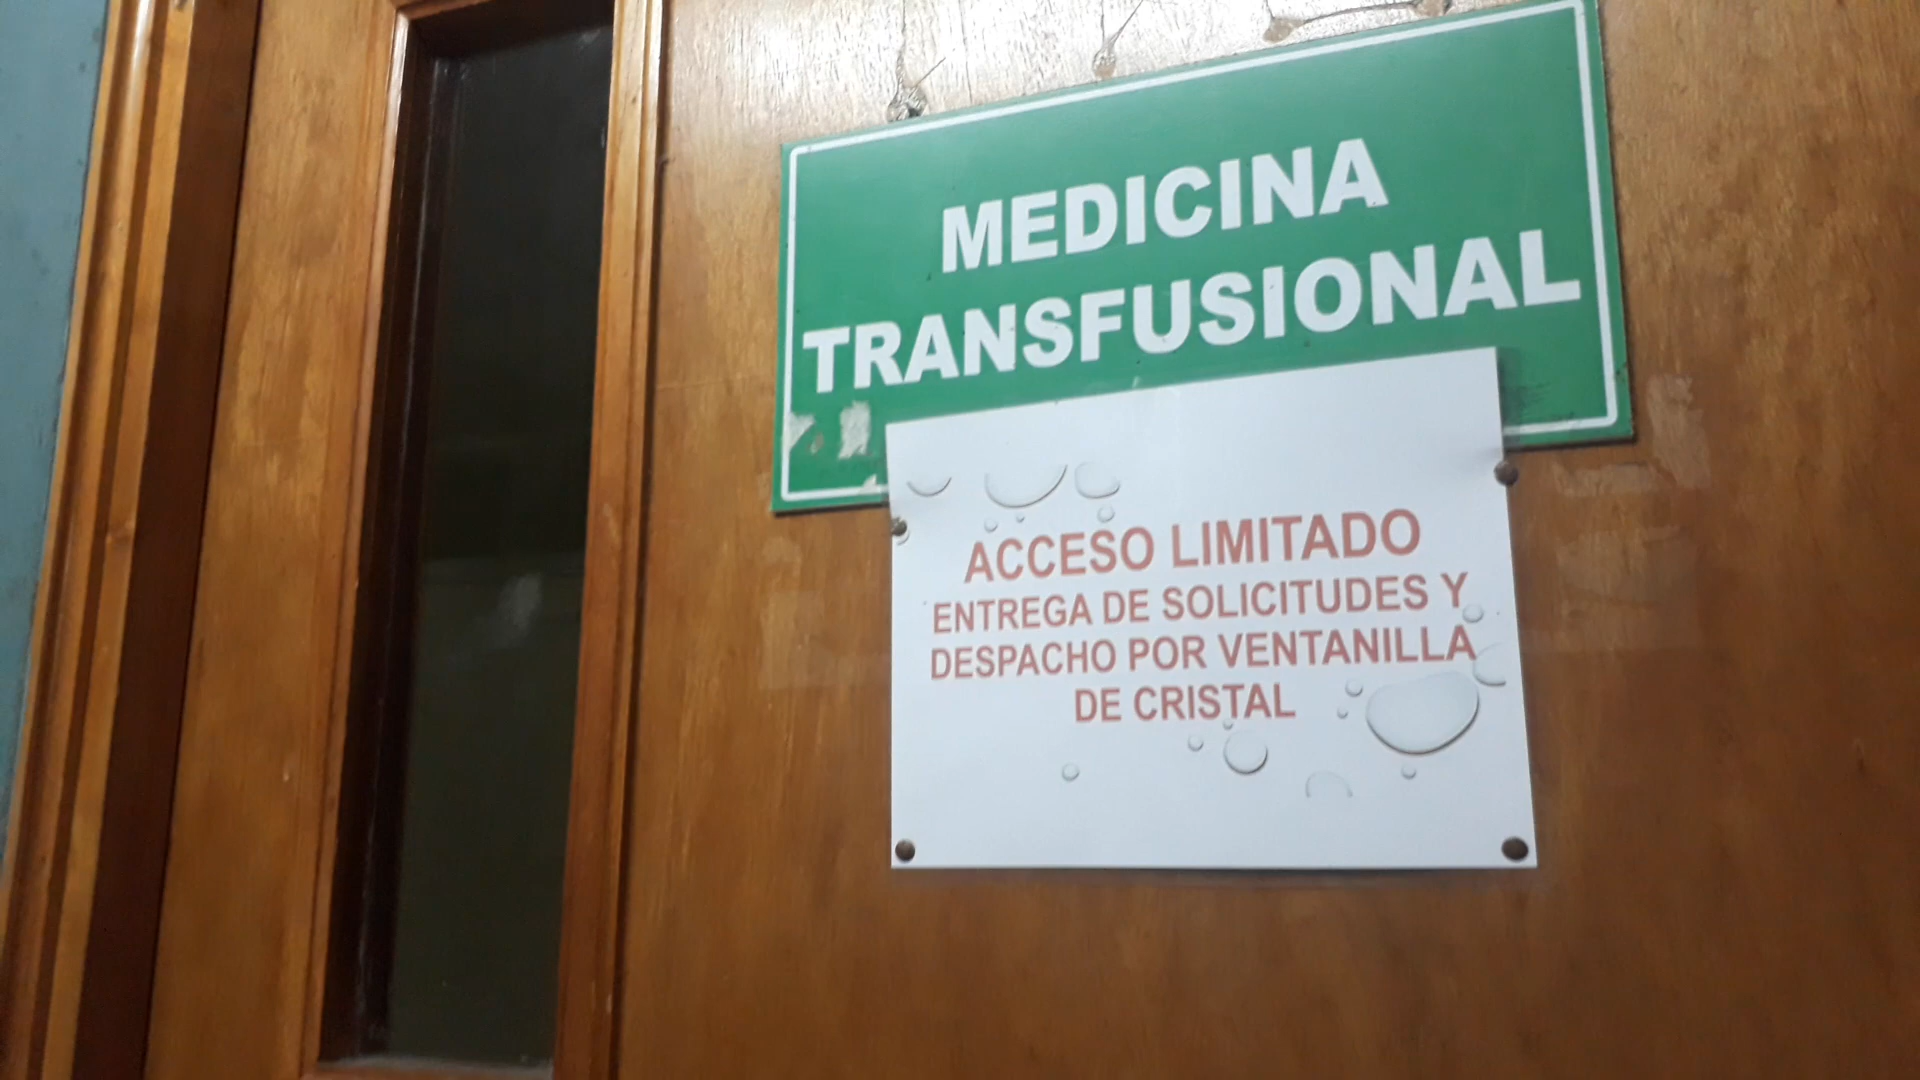 MEDICINA
TRANSFUSIONAL
ACCESO LIMITADO
ENTREGA DE SOLICITUDES Y
DESPACHO POR VENTANILLA
DE CRISTAL